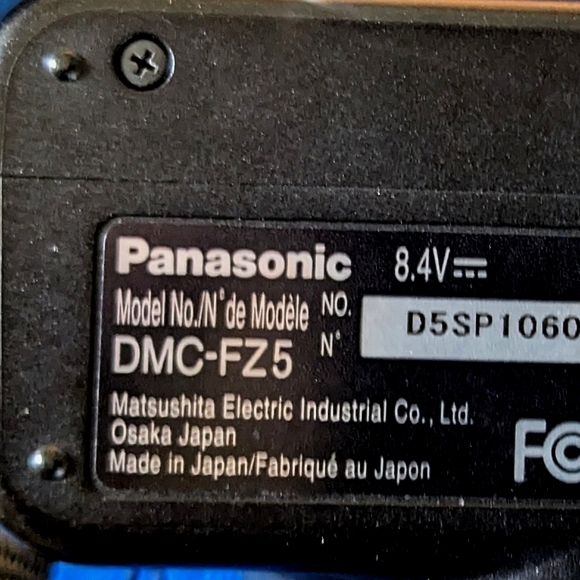 Panasonic 8.4V⎓
Model No./N° de Modèle NO.
N° D5SP1060
DMC-FZ5
Matsushita Electric Industrial Co., Ltd.
Osaka Japan
Made in Japan/Fabriqué au Japon
FC